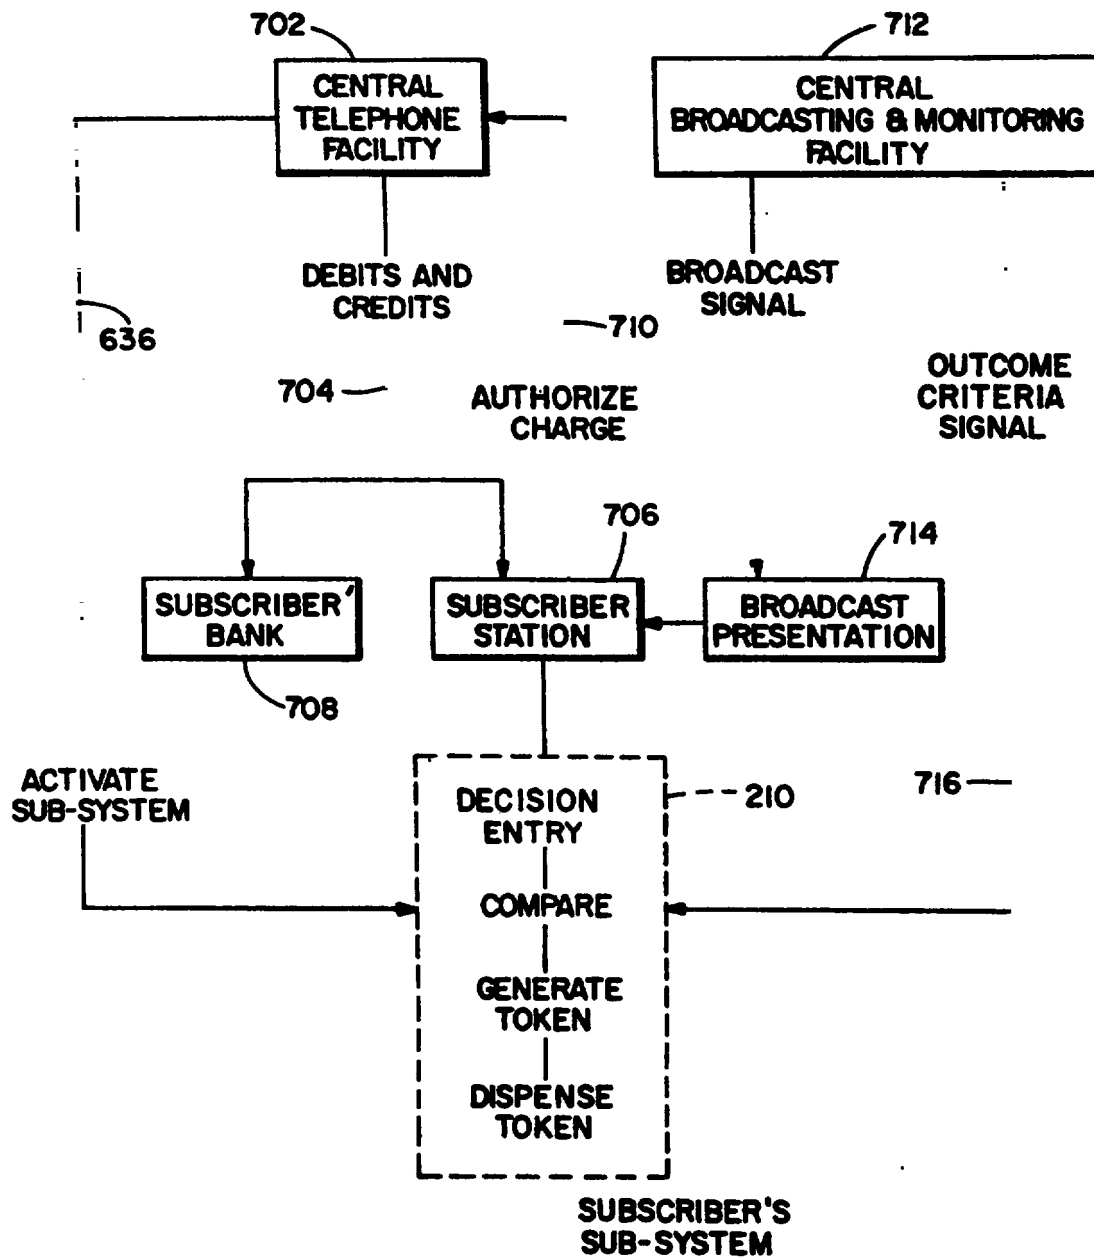 702
712
CENTRAL
TELEPHONE
FACILITY
CENTRAL
BROADCASTING & MONITORING
FACILITY
DEBITS AND
CREDITS
BROADCAST
SIGNAL
636
710
704
AUTHORIZE
CHARGE
OUTCOME
CRITERIA
SIGNAL
706
714
SUBSCRIBER'
BANK
SUBSCRIBER
STATION
BROADCAST
PRESENTATION
708
ACTIVATE
SUB-SYSTEM
DECISION
ENTRY
210
716
COMPARE
GENERATE
TOKEN
DISPENSE
TOKEN
SUBSCRIBER'S
SUB-SYSTEM